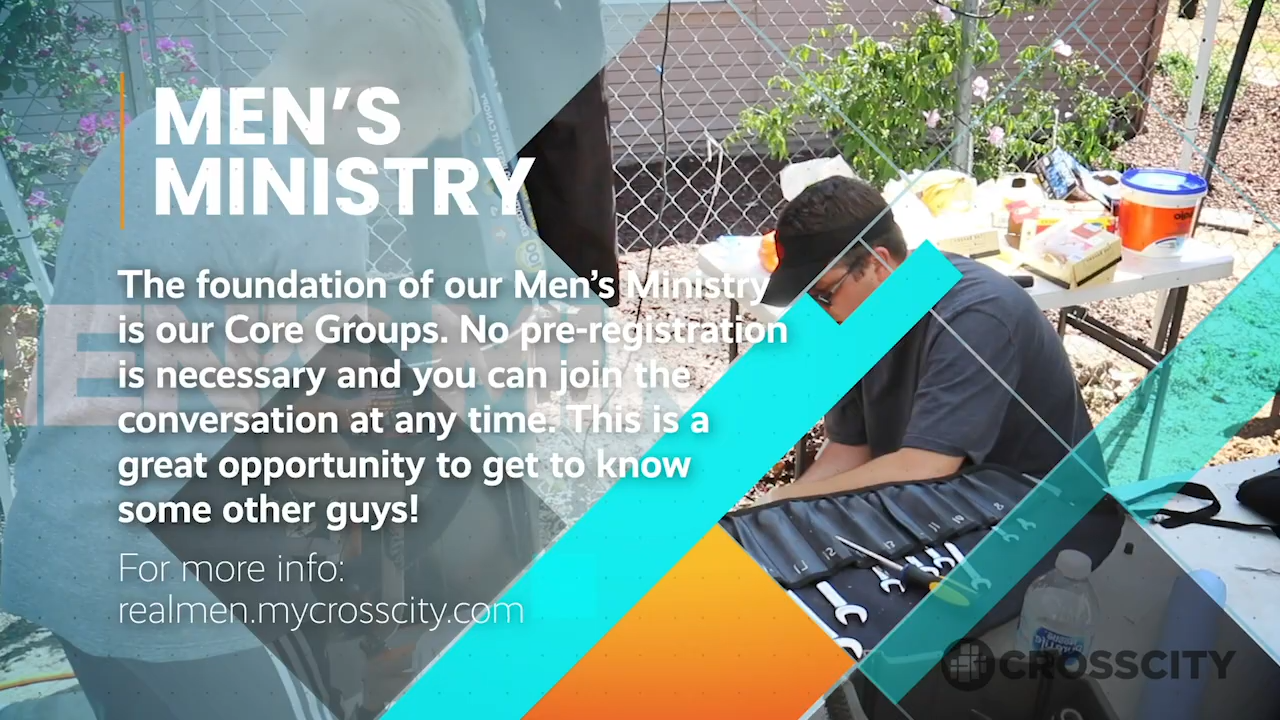 MEN'S
MINISTRY
The foundation of our Men's Ministry
is our Core Groups. No pre-registration
is necessary and you can join the
conversation at any time. This is a
great opportunity to get to know
some other guys!
For more info:
realmen.mycrosscity.com
CROSSCITY